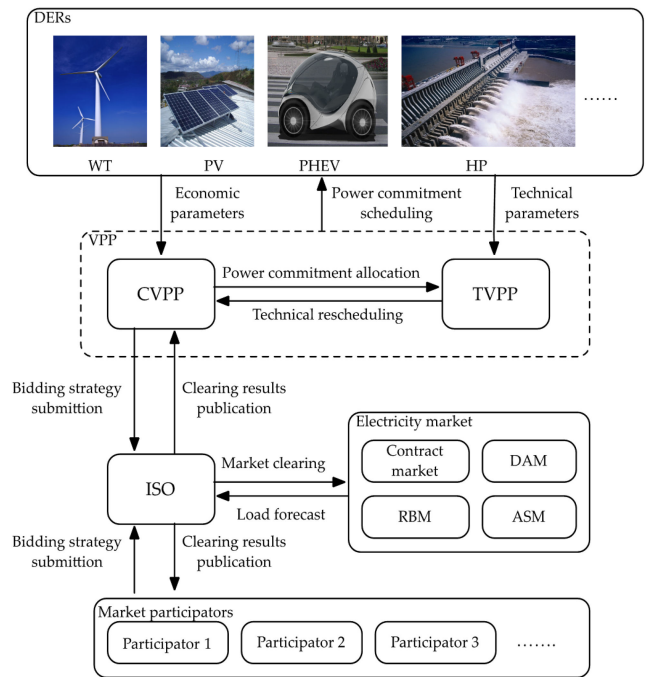 DERs
WT
PV
PHEV
HP
......
Economic
parameters
Power commitment
scheduling
Technical
parameters
VPP
CVPP
Power commitment allocation
TVPP
Technical rescheduling
Bidding strategy
submittion
Clearing results
publication
Electricity market
Contract
market
DAM
RBM
ASM
ISO
Market clearing
Load forecast
Bidding strategy
submittion
Clearing results
publication
Market participators
Participator 1
Participator 2
Participator 3
.......